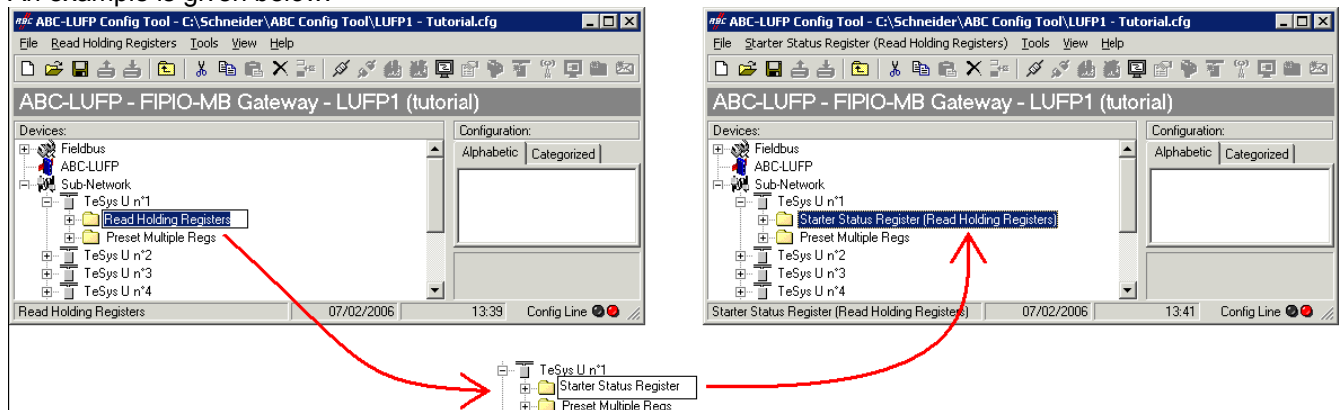 An example is given below:
ABC-LUFP Config Tool - C:\Schneider\ABC Config Tool\LUFP1 - Tutorial.cfg
File Read Holding Registers Tools View Help
ABC-LUFP - FIPIO-MB Gateway - LUFP1 (tutorial)
Devices:
Fieldbus
ABC-LUFP
Sub-Network
TeSys U n°1
Read Holding Registers
Preset Multiple Regs
TeSys U n°2
TeSys U n°3
TeSys U n°4
Configuration:
Alphabetic Categorized
Read Holding Registers 07/02/2006 13:39 Config Line
ABC-LUFP Config Tool - C:\Schneider\ABC Config Tool\LUFP1 - Tutorial.cfg
File Starter Status Register (Read Holding Registers) Tools View Help
ABC-LUFP - FIPIO-MB Gateway - LUFP1 (tutorial)
Devices:
Fieldbus
ABC-LUFP
Sub-Network
TeSys U n°1
Starter Status Register (Read Holding Registers)
Preset Multiple Regs
TeSys U n°2
TeSys U n°3
TeSys U n°4
Configuration:
Alphabetic Categorized
Starter Status Register (Read Holding Registers) 07/02/2006 13:41 Config Line
TeSys U n°1
Starter Status Register
Preset Multiple Regs